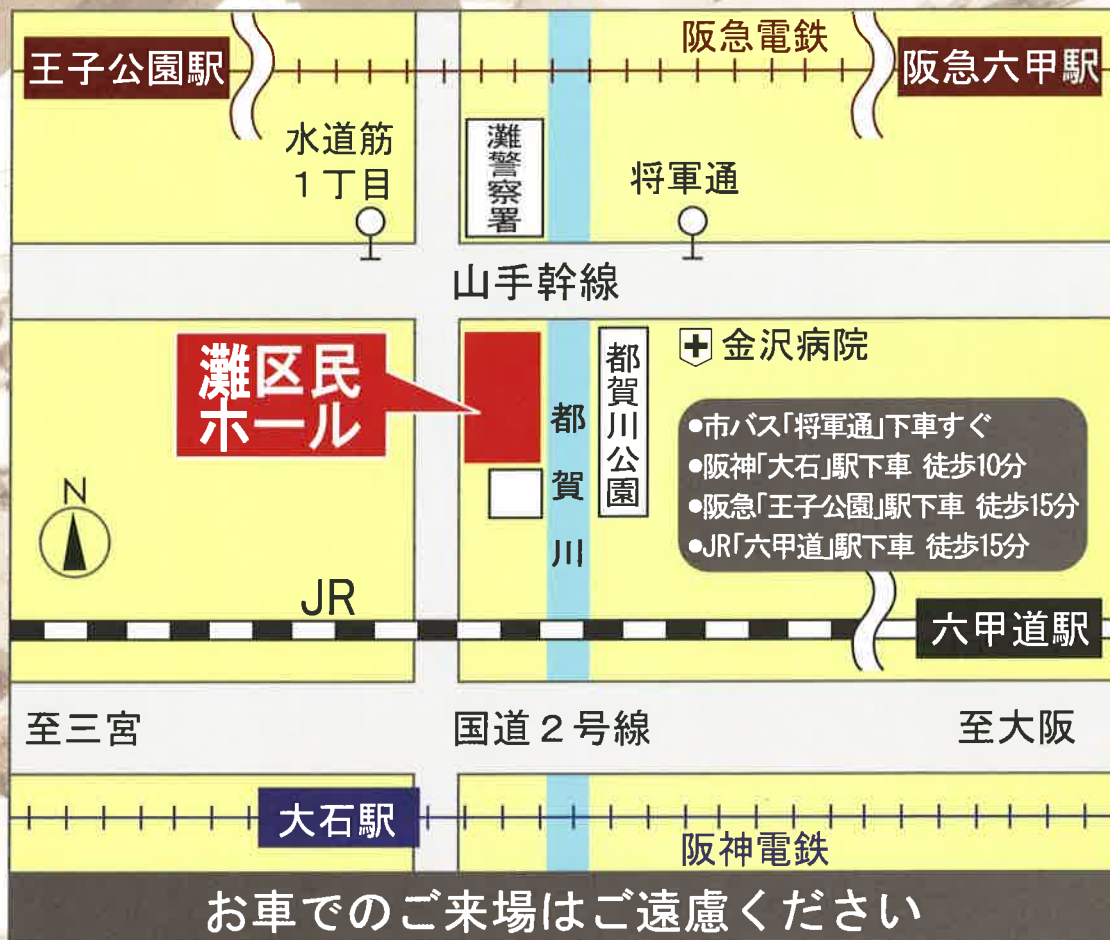 阪急電鉄
王子公園駅
阪急六甲駅
水道筋
1丁目
灘警察署
将軍通
山手幹線
灘区民
ホール
都賀川
都賀川公園
金沢病院
●市バス「将軍通」下車すぐ
●阪神「大石」駅下車 徒歩10分
●阪急「王子公園」駅下車 徒歩15分
●JR「六甲道」駅下車 徒歩15分
N
JR
六甲道駅
至三宮
国道2号線
至大阪
大石駅
阪神電鉄
お車でのご来場はご遠慮ください